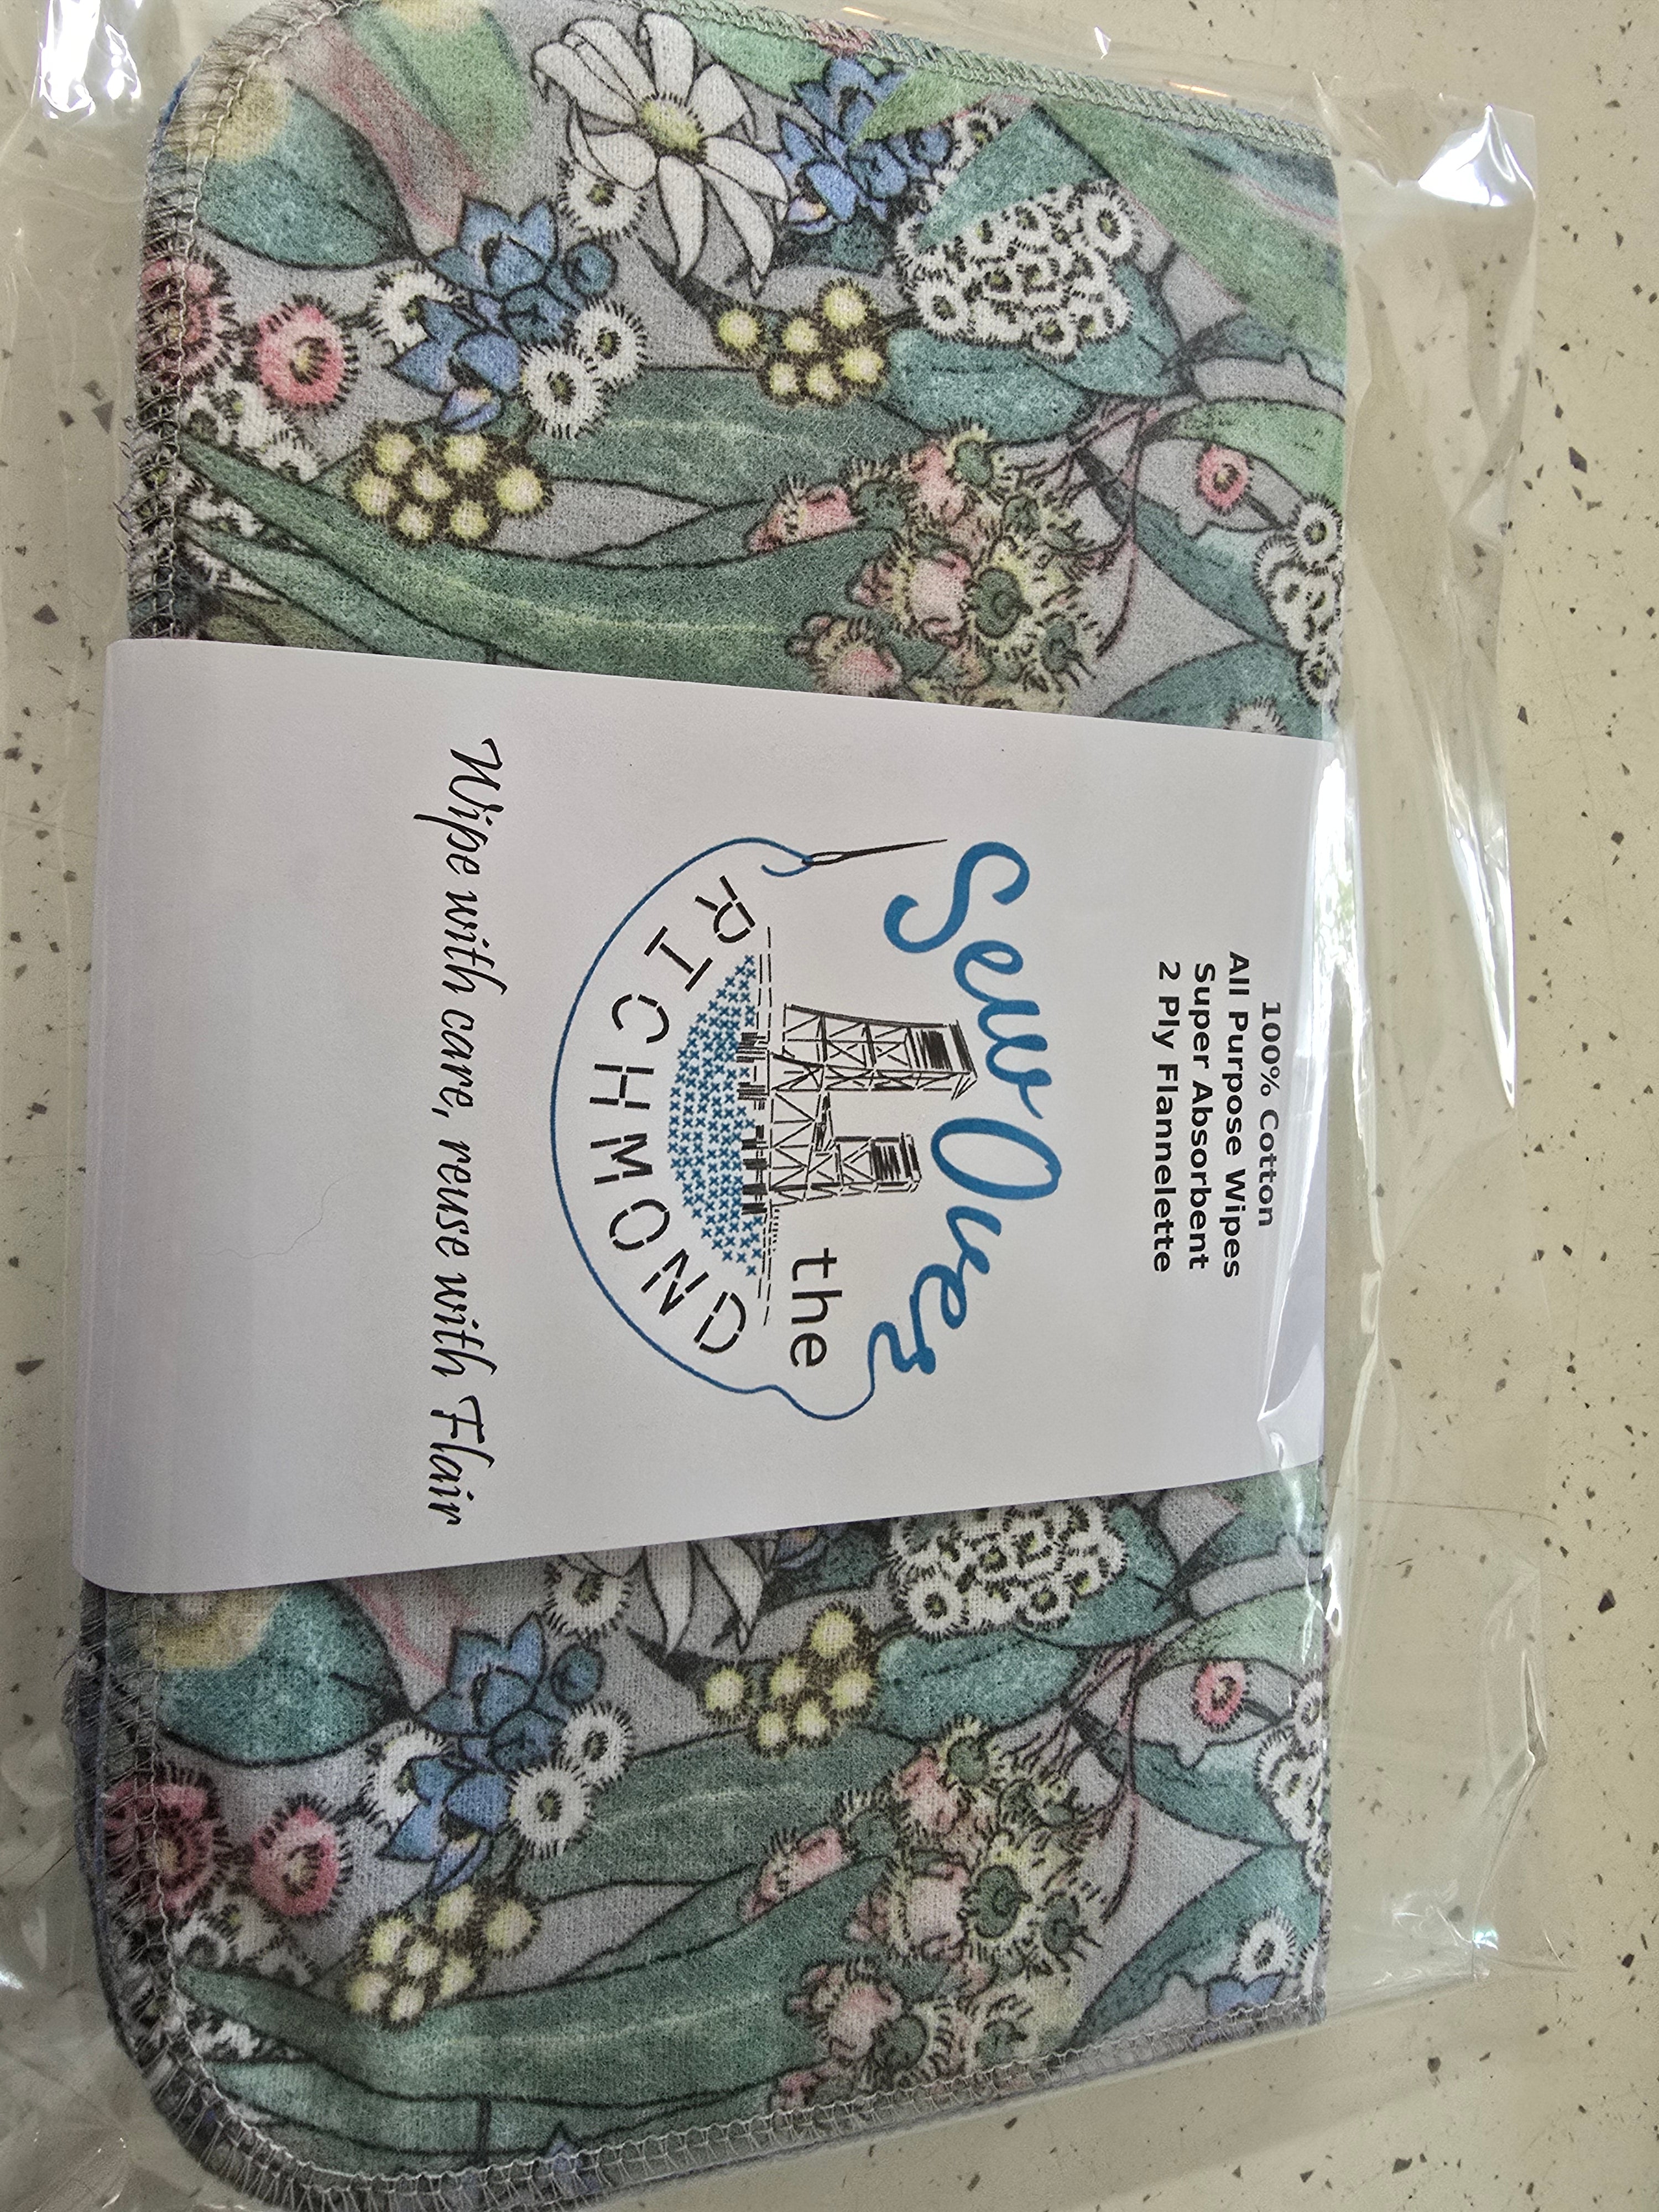 100% Cotton
All Purpose Wipes
Super Absorbent
2 Ply Flannelette
Sew Over
the
RICHMOND
Wipe with care, reuse with Flair